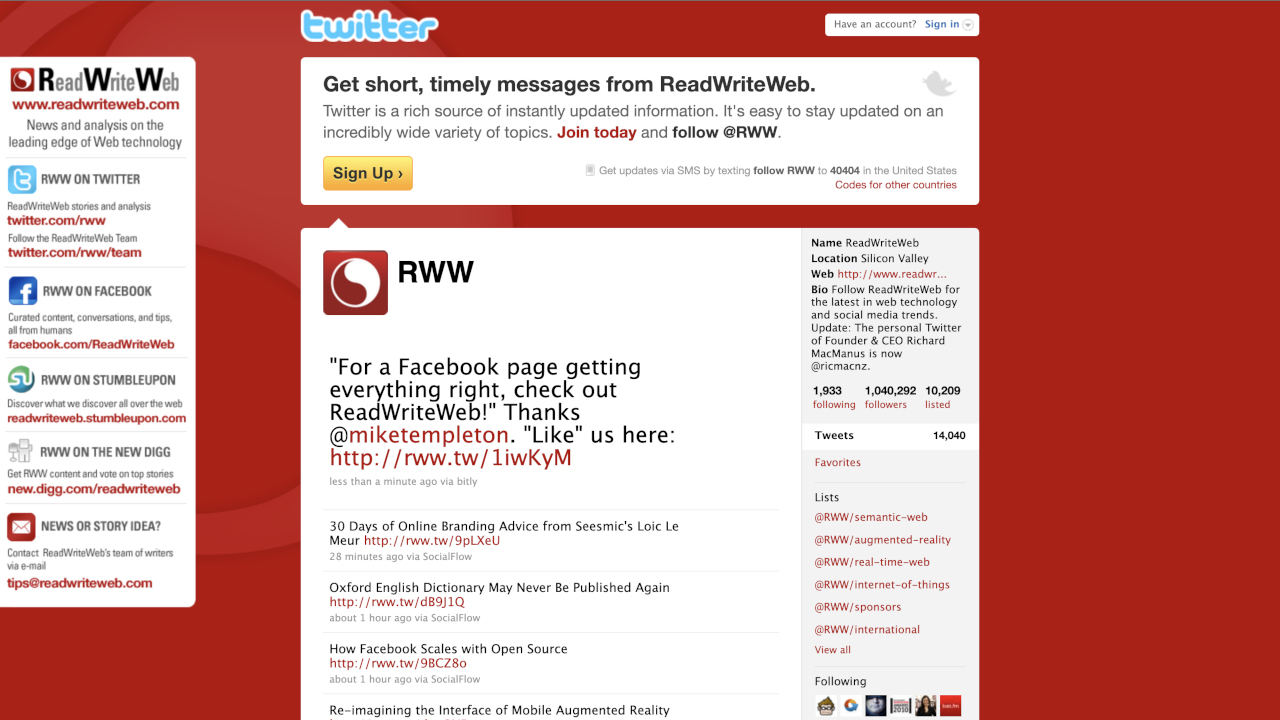 twitter
Have an account? Sign in
ReadWriteWeb
www.readwriteweb.com
News and analysis on the
leading edge of Web technology
RWW ON TWITTER
ReadWriteWeb stories and analysis
twitter.com/rww
Follow the ReadWriteWeb Team
twitter.com/rww/team
RWW ON FACEBOOK
Curated content, conversations, and tips,
all from humans
facebook.com/ReadWriteWeb
RWW ON STUMBLEUPON
Discover what we discover all over the web
readwriteweb.stumbleupon.com
RWW ON THE NEW DIGG
Get RWW content and vote on top stories
new.digg.com/readwriteweb
NEWS OR STORY IDEA?
Contact ReadWriteWeb's team of writers
via e-mail
tips@readwriteweb.com
Get short, timely messages from ReadWriteWeb.
Twitter is a rich source of instantly updated information. It's easy to stay updated on an
incredibly wide variety of topics. Join today and follow @RWW.
Sign Up ›
Get updates via SMS by texting follow RWW to 40404 in the United States
Codes for other countries
RWW
"For a Facebook page getting
everything right, check out
ReadWriteWeb!" Thanks
@miketempleton. "Like" us here:
http://rww.tw/1iwKyM
less than a minute ago via bitly
30 Days of Online Branding Advice from Seesmic's Loic Le
Meur http://rww.tw/9pLXeU
28 minutes ago via SocialFlow
Oxford English Dictionary May Never Be Published Again
http://rww.tw/dB9J1Q
about 1 hour ago via SocialFlow
How Facebook Scales with Open Source
http://rww.tw/9BCZ8o
about 1 hour ago via SocialFlow
Re-imagining the Interface of Mobile Augmented Reality
Name ReadWriteWeb
Location Silicon Valley
Web http://www.readwr...
Bio Follow ReadWriteWeb for
the latest in web technology
and social media trends.
Update: The personal Twitter
of Founder & CEO Richard
MacManus is now
@ricmacnz.
1,933 1,040,292 10,209
following followers listed
Tweets 14,040
Favorites
Lists
@RWW/semantic-web
@RWW/augmented-reality
@RWW/real-time-web
@RWW/internet-of-things
@RWW/sponsors
@RWW/international
View all
Following